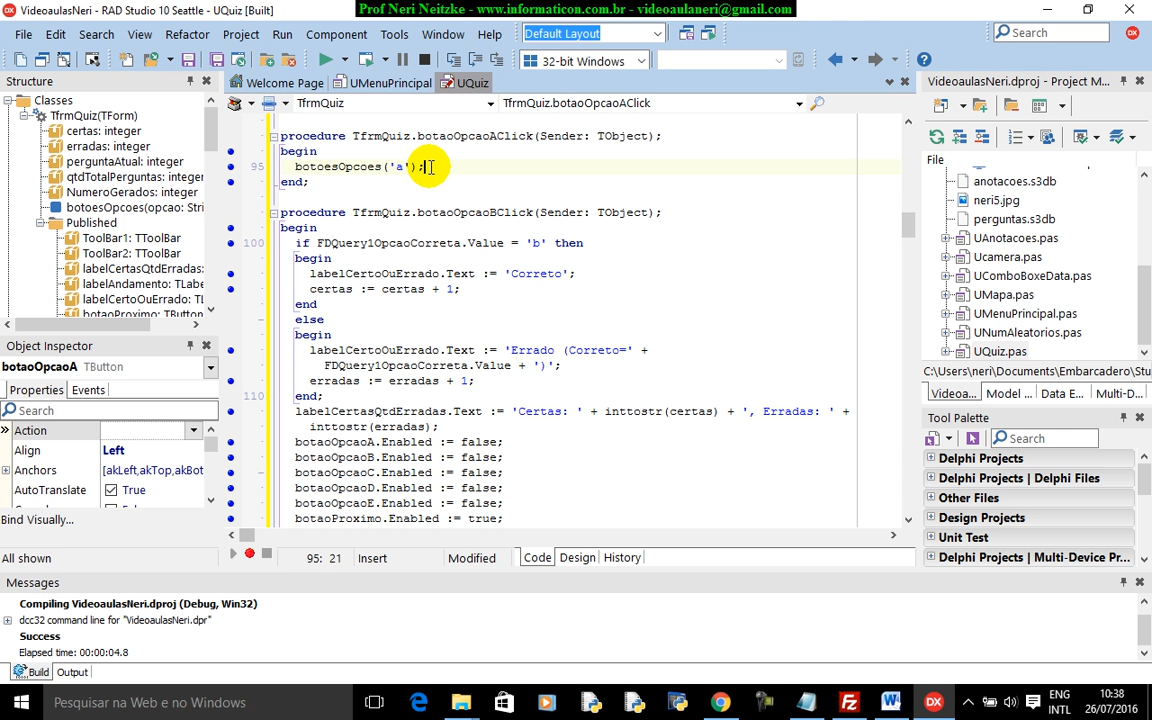 Prof Neri Neitzke - www.informaticon.com.br - videoaulaneri@gmail.com
DX VideoaulasNeri - RAD Studio 10 Seattle - UQuiz [Built]
File Edit Search View Refactor Project Run Component Tools Window Help
Default Layout
Search
DX
32-bit Windows
Structure
Welcome Page UMenuPrincipal UQuiz
VideoaulasNeri.dproj - Project M...
TfrmQuiz
TfrmQuiz.botaoOpcaoAClick
Classes
TfrmQuiz(TForm)
certas: integer
erradas: integer
perguntaAtual: integer
qtdTotalPerguntas: integer
NumeroGerados: integer
botoesOpcoes(opcao: Stri
Published
ToolBar1: TToolBar
ToolBar2: TToolBar
labelCertasQtdErradas:
labelAndamento: TLabe
labelCertoOuErrado: TL
botaoProximo: TButton
procedure TfrmQuiz.botaoOpcaoAClick(Sender: TObject);
begin
95 botoesOpcoes('a');
end;
procedure TfrmQuiz.botaoOpcaoBClick(Sender: TObject);
begin
100 if FDQuery1OpcaoCorreta.Value = 'b' then
begin
labelCertoOuErrado.Text := 'Correto';
certas := certas + 1;
end
else
begin
labelCertoOuErrado.Text := 'Errado (Correto=' +
FDQuery1OpcaoCorreta.Value + ')';
erradas := erradas + 1;
110 end;
labelCertasQtdErradas.Text := 'Certas: ' + inttostr(certas) + ', Erradas: ' +
inttostr(erradas);
botaoOpcaoA.Enabled := false;
botaoOpcaoB.Enabled := false;
botaoOpcaoC.Enabled := false;
botaoOpcaoD.Enabled := false;
botaoOpcaoE.Enabled := false;
botaoProximo.Enabled := true;
95: 21 Insert Modified Code Design History
Object Inspector
botaoOpcaoA TButton
Properties Events
Search
Action
Align Left
Anchors [akLeft,akTop,akBot
AutoTranslate True
Bind Visually...
All shown
File
anotacoes.s3db
neri5.jpg
perguntas.s3db
UAnotacoes.pas
Ucamera.pas
UComboBoxeData.pas
UMapa.pas
UMenuPrincipal.pas
UNumAleatorios.pas
UQuiz.pas
C:\Users\neri\Documents\Embarcadero\Stu
Videoa... Model ... Data E... Multi-D...
Tool Palette
Search
Delphi Projects
Delphi Projects | Delphi Files
Other Files
Design Projects
Unit Test
Delphi Projects | Multi-Device Pr...
Messages
Compiling VideoaulasNeri.dproj (Debug, Win32)
dcc32 command line for "VideoaulasNeri.dpr"
Success
Elapsed time: 00:00:04.8
Build Output
Pesquisar na Web e no Windows
DX
ENG
INTL
10:38
26/07/2016